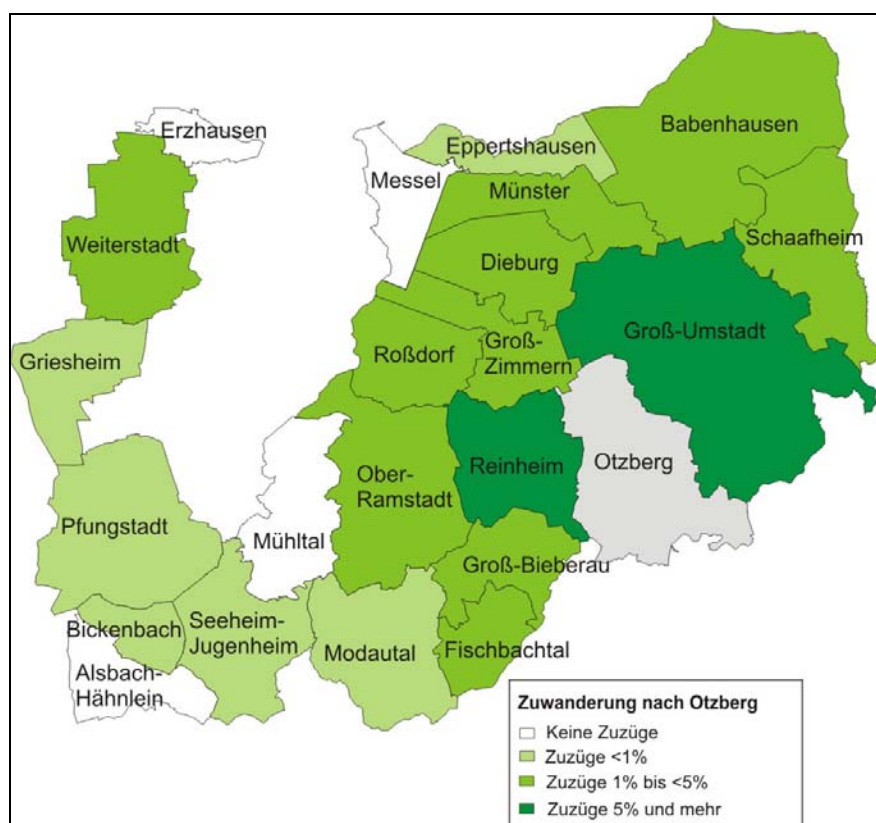 Erzhausen
Babenhausen
Eppertshausen
Messel
Münster
Weiterstadt
Schaafheim
Dieburg
Groß-Umstadt
Griesheim
Roßdorf
Groß-
Zimmern
Reinheim
Otzberg
Ober-
Ramstadt
Pfungstadt
Mühltal
Groß-Bieberau
Bickenbach
Seeheim-
Jugenheim
Modautal
Fischbachtal
Alsbach-
Hähnlein
Zuwanderung nach Otzberg
Keine Zuzüge
Zuzüge <1%
Zuzüge 1% bis <5%
Zuzüge 5% und mehr